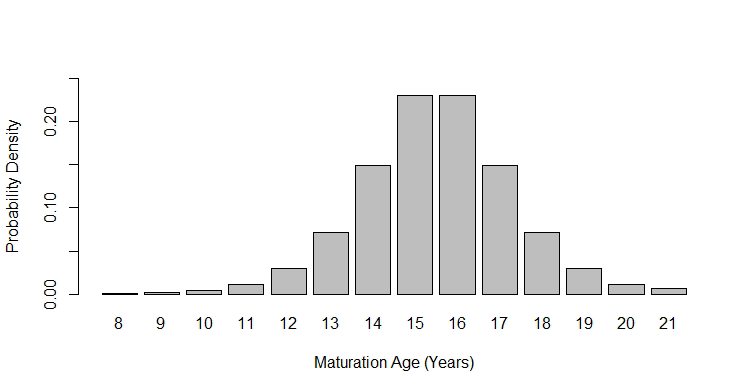 Probability Density
0.20
0.10
0.00
8 9 10 11 12 13 14 15 16 17 18 19 20 21
Maturation Age (Years)